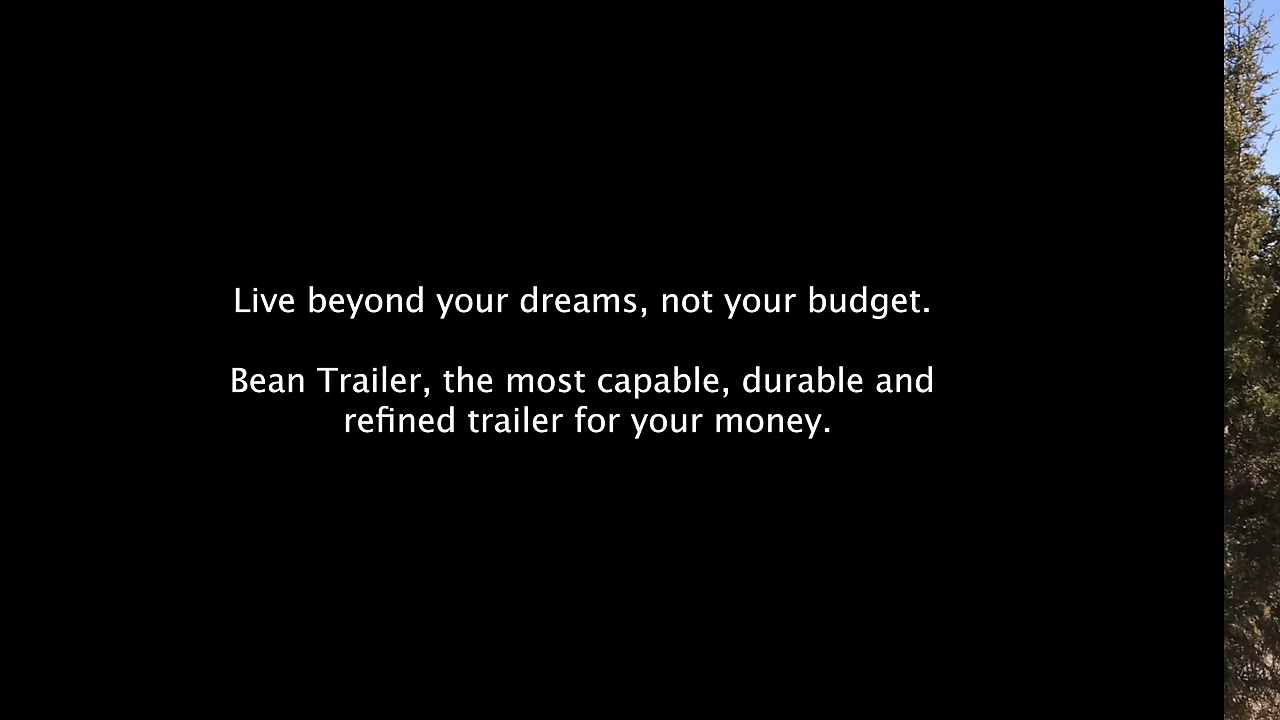 Live beyond your dreams, not your budget.
Bean Trailer, the most capable, durable and
refined trailer for your money.